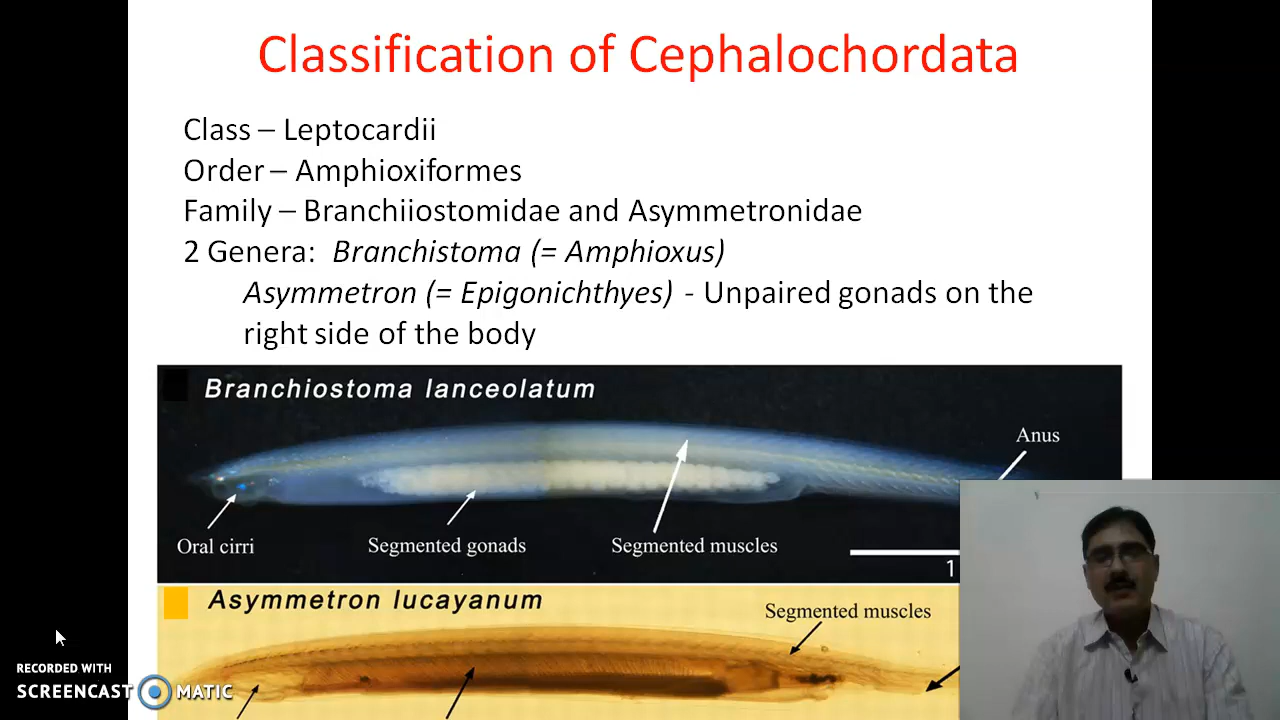 Classification of Cephalochordata
Class – Leptocardii
Order – Amphioxiformes
Family – Branchiiostomidae and Asymmetronidae
2 Genera: Branchistoma (= Amphioxus)
Asymmetron (= Epigonichthyes) - Unpaired gonads on the
right side of the body
Branchiostoma lanceolatum
Anus
Oral cirri
Segmented gonads
Segmented muscles
1
Asymmetron lucayanum
Segmented muscles
RECORDED WITH
SCREENCAST MATIC